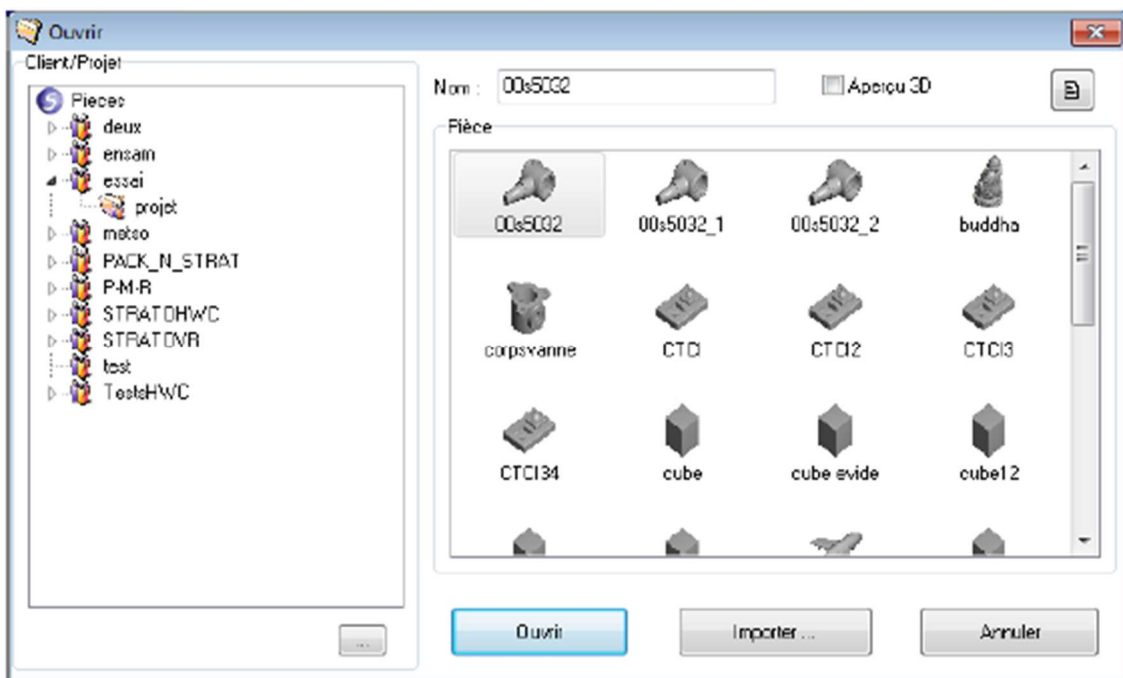 Ouvrir
Client/Projet
Pieces
deux
ensam
essai
projet
metso
PACK_N_STRAT
P-M-R
STRATOHWC
STRATOVR
test
TestsHWC
...
Nom : 00s5032
Aperçu 3D
Pièce
00s5032 00s5032_1 00s5032_2 buddha
corpsvanne CTCI CTCI2 CTCI3
CTCI34 cube cube evide cube12
Ouvrir Importer ... Annuler